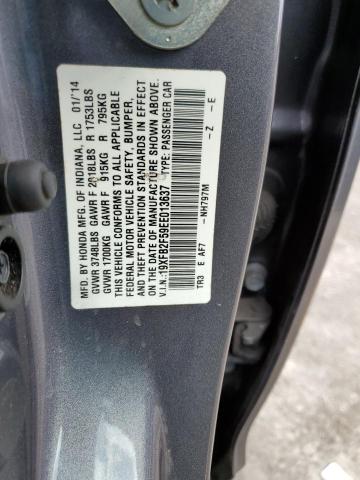 MFD. BY HONDA MFG. OF INDIANA, LLC 01/'14
GVWR 3748LBS GAWR F 2018LBS R 1753LBS
GVWR 1700KG GAWR F 915KG R 795KG
THIS VEHICLE CONFORMS TO ALL APPLICABLE
FEDERAL MOTOR VEHICLE SAFETY, BUMPER,
AND THEFT PREVENTION STANDARDS IN EFFECT
ON THE DATE OF MANUFACTURE SHOWN ABOVE.
V.I.N.:19XFB2F59EE013637 TYPE: PASSENGER CAR
NH797M Z E
TR3 E AF7